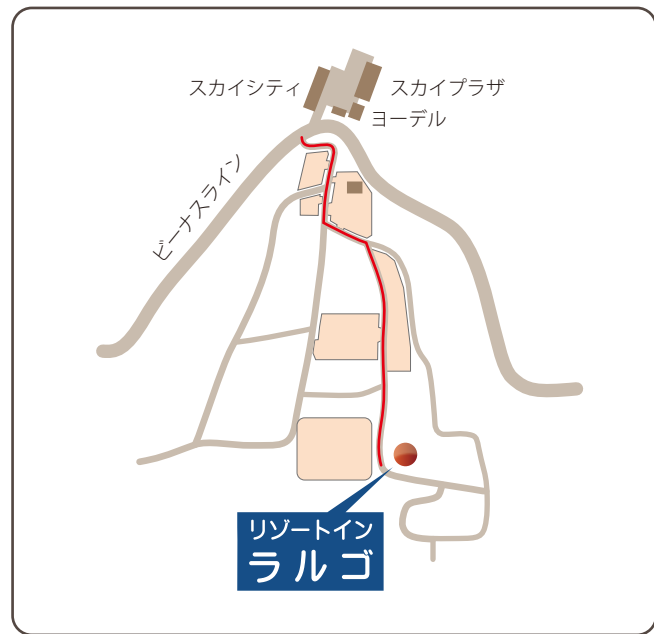 スカイシティ
スカイプラザ
ヨーデル
ビーナスライン
リゾートイン
ラルゴ